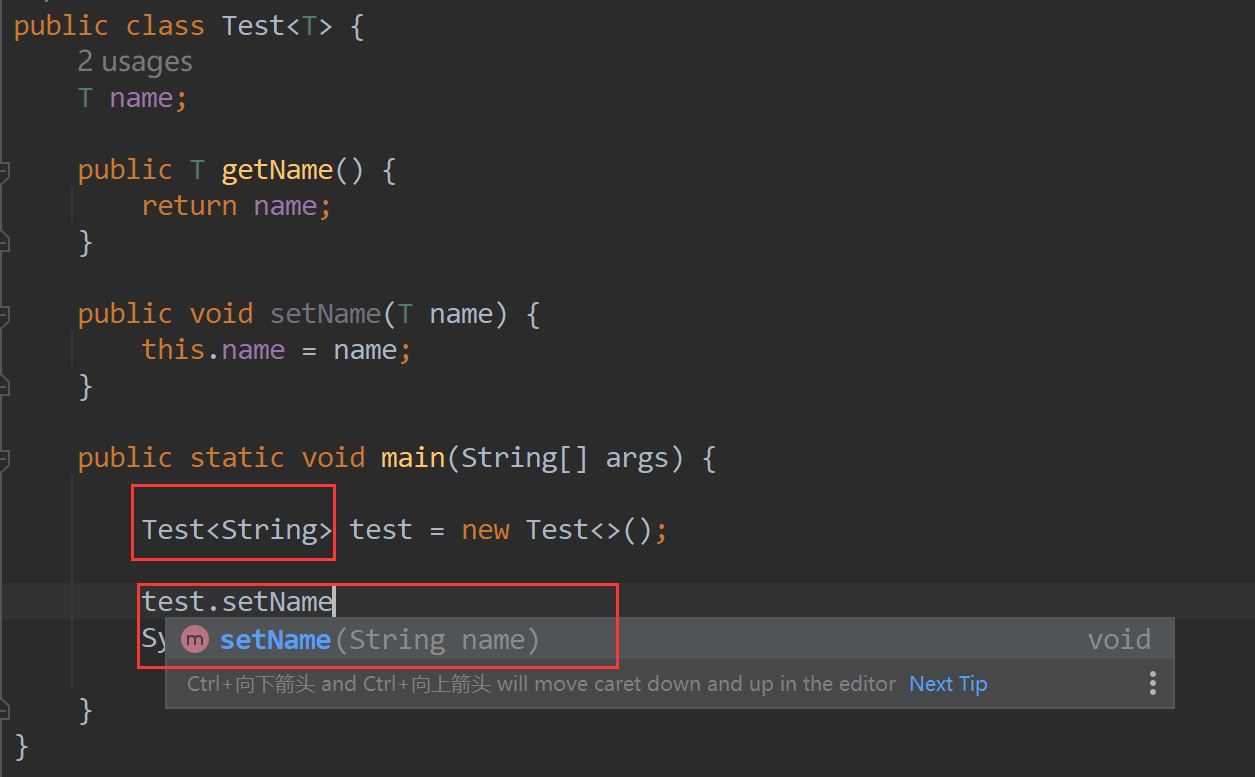 public class Test<T> {
2 usages
T name;
public T getName() {
return name;
}
public void setName(T name) {
this.name = name;
}
public static void main(String[] args) {
Test<String> test = new Test<>();
test.setName
Sy
setName(String name) void
Ctrl+向下箭头 and Ctrl+向上箭头 will move caret down and up in the editor Next Tip
}
}